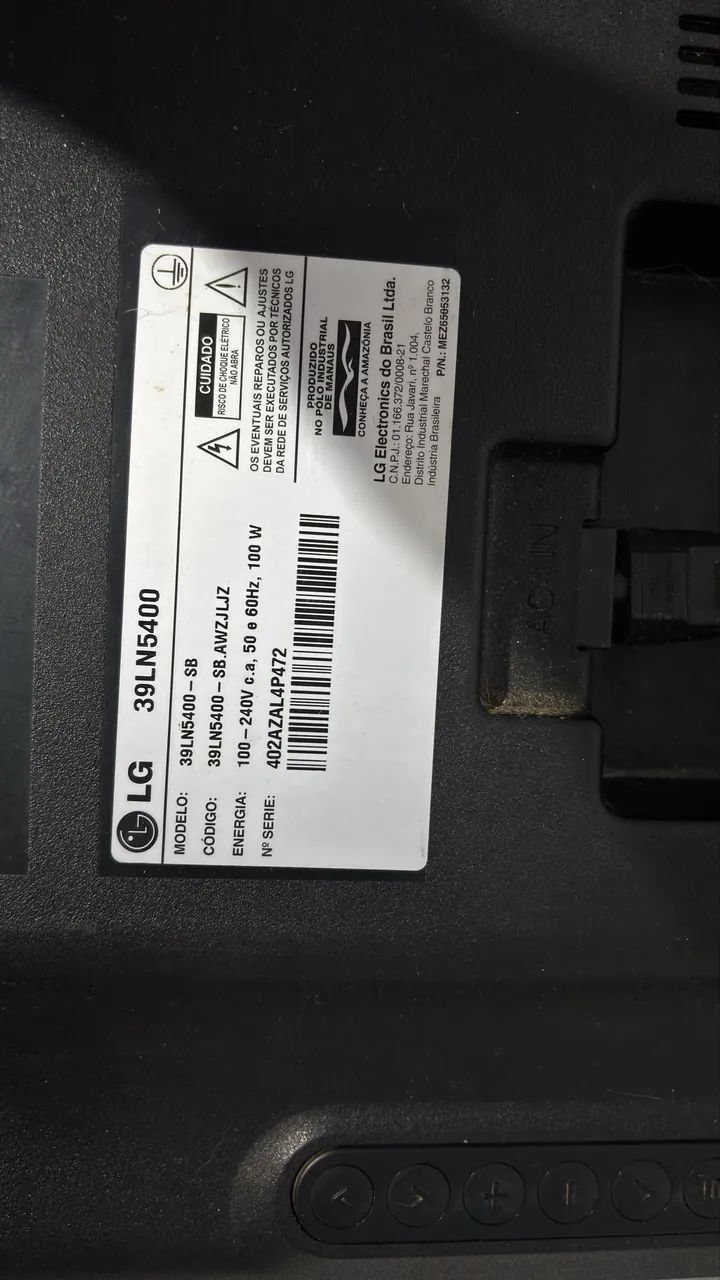 LG 39LN5400
MODELO: 39LN5400-SB
CÓDIGO: 39LN5400-SB.AWZJLJZ
ENERGIA: 100-240V c.a, 50 e 60Hz, 100 W
Nº SERIE: 402AZAL4P472
CUIDADO
RISCO DE CHOQUE ELÉTRICO
NÃO ABRA
OS EVENTUAIS REPAROS OU AJUSTES
DEVEM SER EXECUTADOS POR TÉCNICOS
DA REDE DE SERVIÇOS AUTORIZADOS LG
PRODUZIDO
NO PÓLO INDUSTRIAL
DE MANAUS
CONHEÇA A AMAZÔNIA
LG Electronics do Brasil Ltda.
C.N.P.J.: 01.166.372/0008-21
Endereço: Rua Javari, nº 1.004,
Distrito Industrial Marechal Castelo Branco
Indústria Brasileira P/N.: MEZ65053132
AC IN